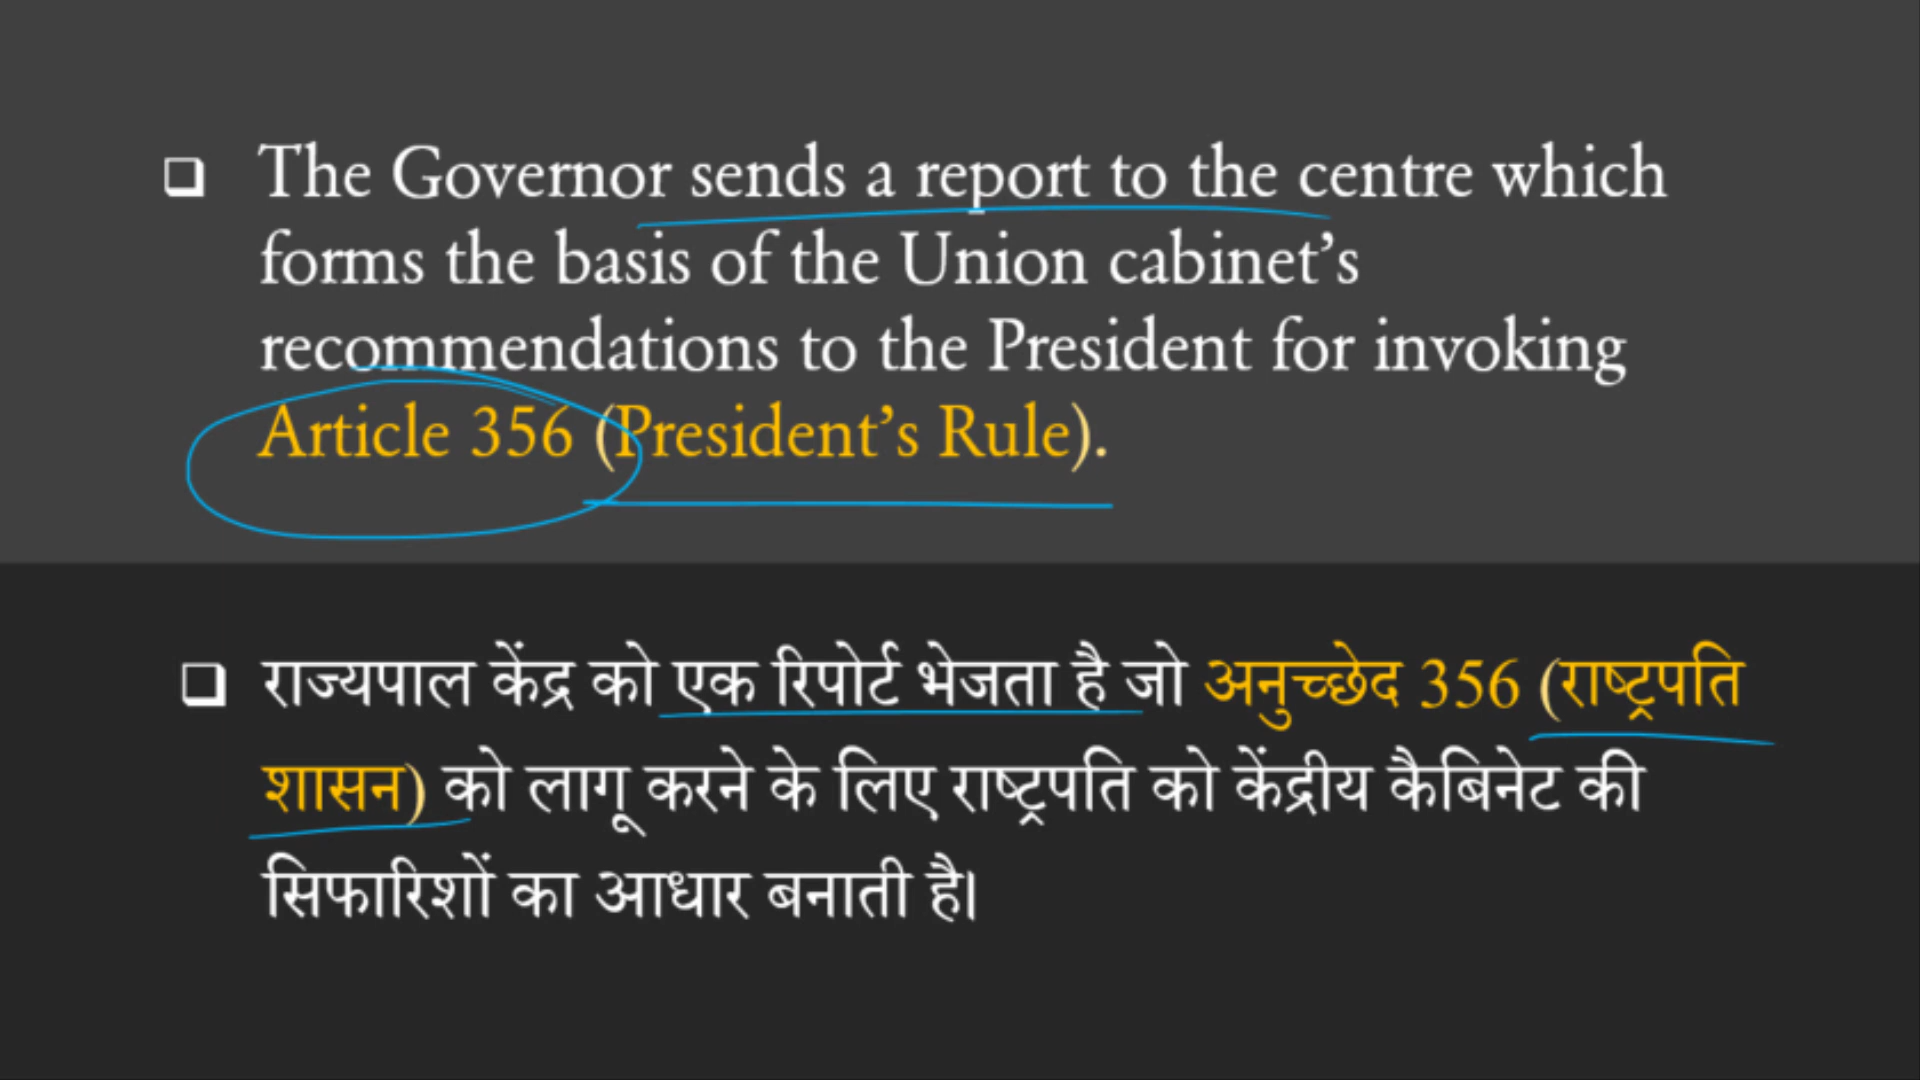 The Governor sends a report to the centre which
forms the basis of the Union cabinet’s
recommendations to the President for invoking
Article 356 (President’s Rule).
राज्यपाल केंद्र को एक रिपोर्ट भेजता है जो अनुच्छेद 356 (राष्ट्रपति
शासन) को लागू करने के लिए राष्ट्रपति को केंद्रीय कैबिनेट की
सिफारिशों का आधार बनाती है।